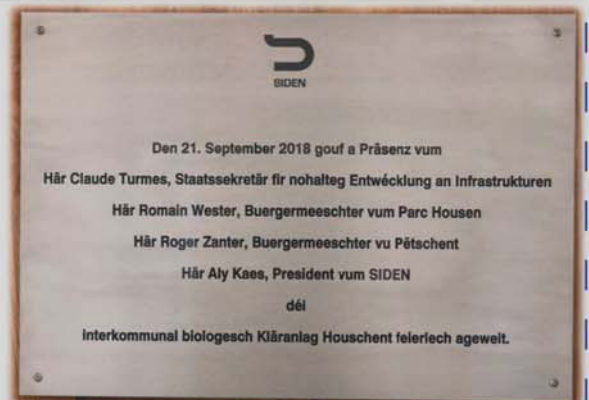 SIDEN
Den 21. September 2018 gouf a Präsenz vum
Här Claude Turmes, Staatssekretär fir nohalteg Entwécklung an Infrastrukturen
Här Romain Wester, Buergermeeschter vum Parc Housen
Här Roger Zanter, Buergermeeschter vu Pëtschent
Här Aly Kaes, President vum SIDEN
déi
interkommunal biologesch Kläranlag Houschent feierlech ageweit.